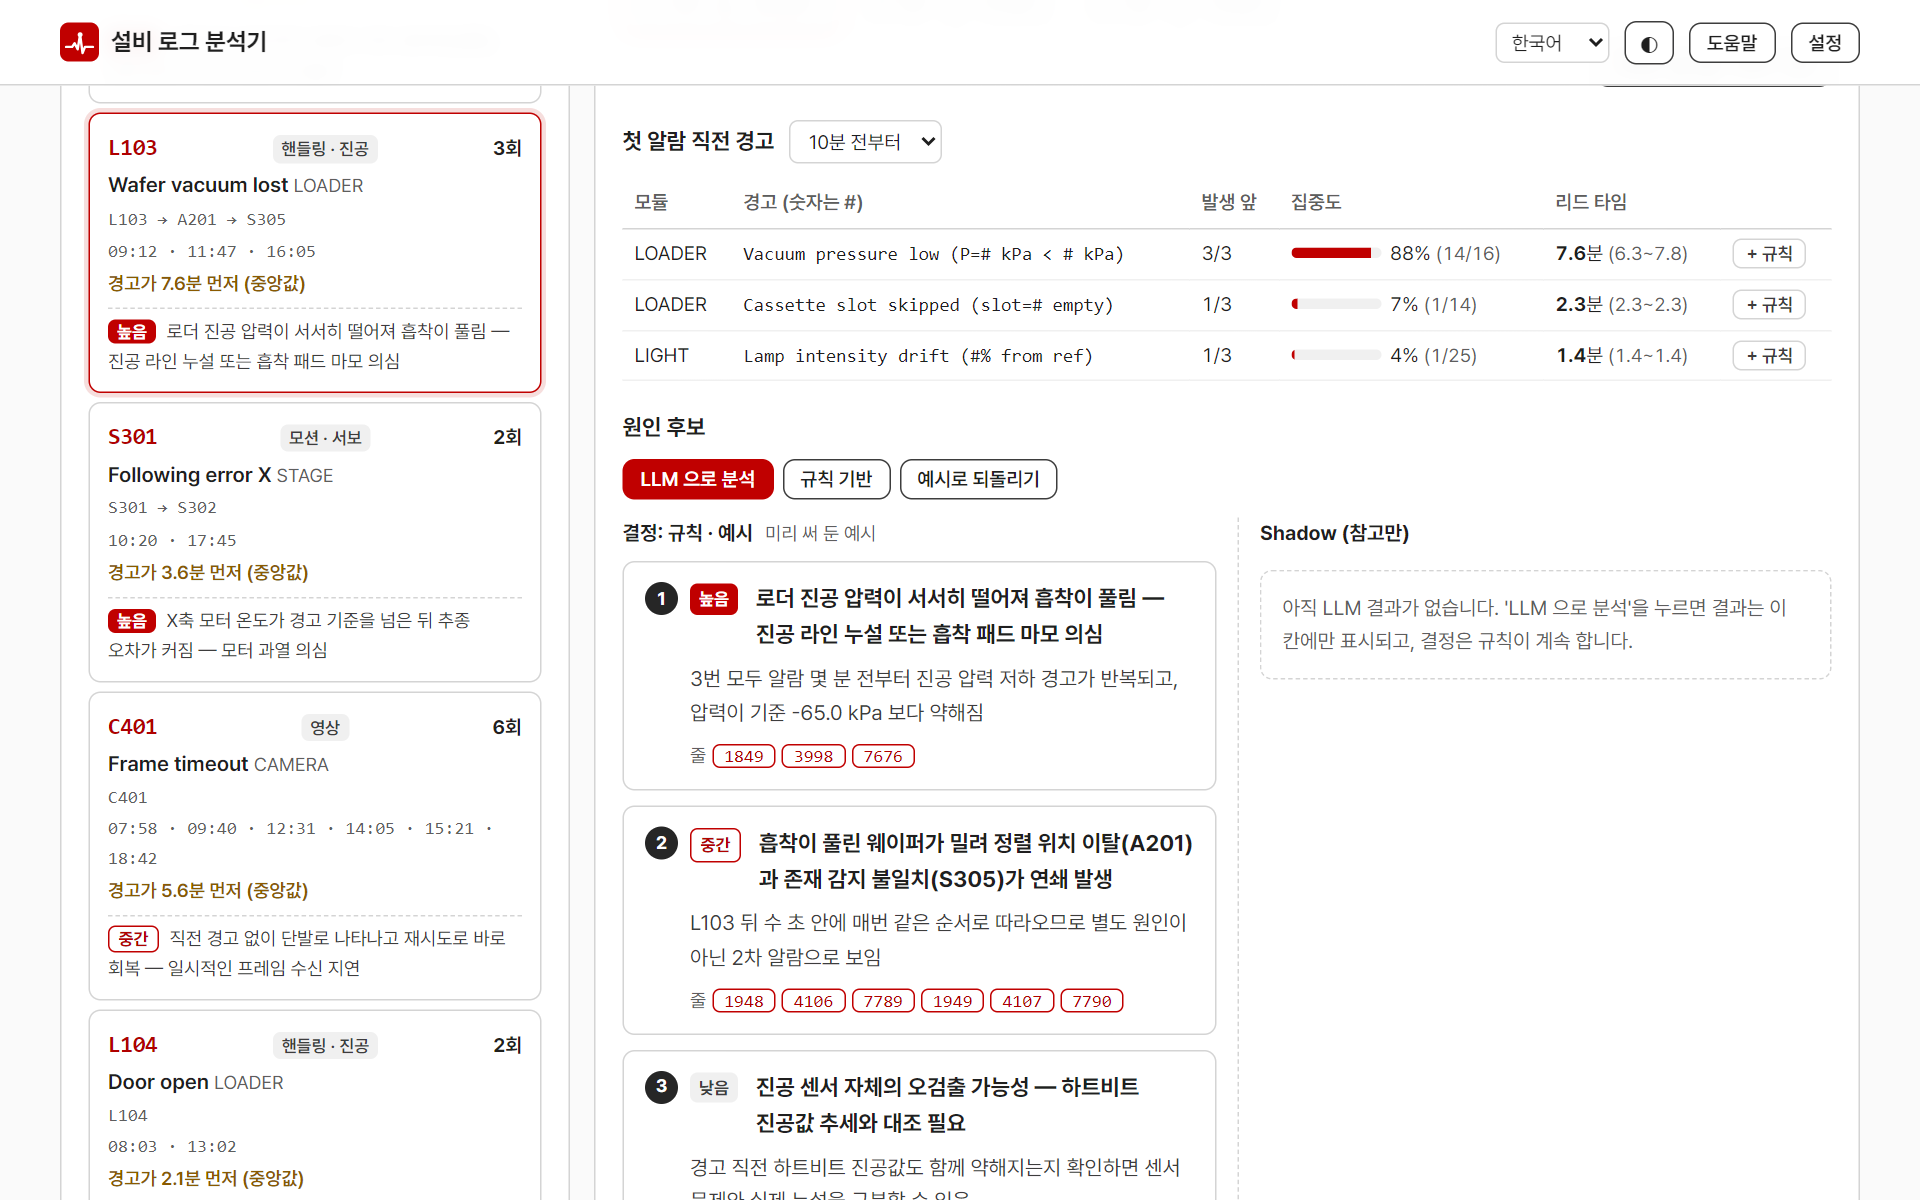 설비 로그 분석기
한국어
도움말
설정
L103 핸들링 · 진공 3회
Wafer vacuum lost LOADER
L103 → A201 → S305
09:12 · 11:47 · 16:05
경고가 7.6분 먼저 (중앙값)
높음 로더 진공 압력이 서서히 떨어져 흡착이 풀림 —
진공 라인 누설 또는 흡착 패드 마모 의심
S301 모션 · 서보 2회
Following error X STAGE
S301 → S302
10:20 · 17:45
경고가 3.6분 먼저 (중앙값)
높음 X축 모터 온도가 경고 기준을 넘은 뒤 추종
오차가 커짐 — 모터 과열 의심
C401 영상 6회
Frame timeout CAMERA
C401
07:58 · 09:40 · 12:31 · 14:05 · 15:21 ·
18:42
경고가 5.6분 먼저 (중앙값)
중간 직전 경고 없이 단발로 나타나고 재시도로 바로
회복 — 일시적인 프레임 수신 지연
L104 핸들링 · 진공 2회
Door open LOADER
L104
08:03 · 13:02
경고가 2.1분 먼저 (중앙값)
첫 알람 직전 경고 10분 전부터
모듈 경고 (숫자는 #) 발생 앞 집중도 리드 타임
LOADER Vacuum pressure low (P=# kPa < # kPa) 3/3 88% (14/16) 7.6분 (6.3~7.8) + 규칙
LOADER Cassette slot skipped (slot=# empty) 1/3 7% (1/14) 2.3분 (2.3~2.3) + 규칙
LIGHT Lamp intensity drift (#% from ref) 1/3 4% (1/25) 1.4분 (1.4~1.4) + 규칙
원인 후보
LLM 으로 분석 규칙 기반 예시로 되돌리기
결정: 규칙 · 예시 미리 써 둔 예시
1 높음 로더 진공 압력이 서서히 떨어져 흡착이 풀림 —
진공 라인 누설 또는 흡착 패드 마모 의심
3번 모두 알람 몇 분 전부터 진공 압력 저하 경고가 반복되고,
압력이 기준 -65.0 kPa 보다 약해짐
줄 1849 3998 7676
2 중간 흡착이 풀린 웨이퍼가 밀려 정렬 위치 이탈(A201)
과 존재 감지 불일치(S305)가 연쇄 발생
L103 뒤 수 초 안에 매번 같은 순서로 따라오므로 별도 원인이
아닌 2차 알람으로 보임
줄 1948 4106 7789 1949 4107 7790
3 낮음 진공 센서 자체의 오검출 가능성 — 하트비트
진공값 추세와 대조 필요
경고 직전 하트비트 진공값도 함께 약해지는지 확인하면 센서
Shadow (참고만)
아직 LLM 결과가 없습니다. 'LLM 으로 분석'을 누르면 결과는 이
칸에만 표시되고, 결정은 규칙이 계속 합니다.